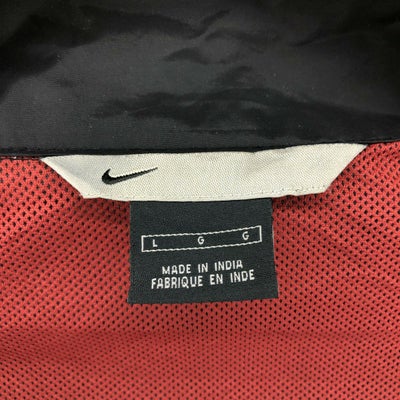 L G G
MADE IN INDIA
FABRIQUE EN INDE